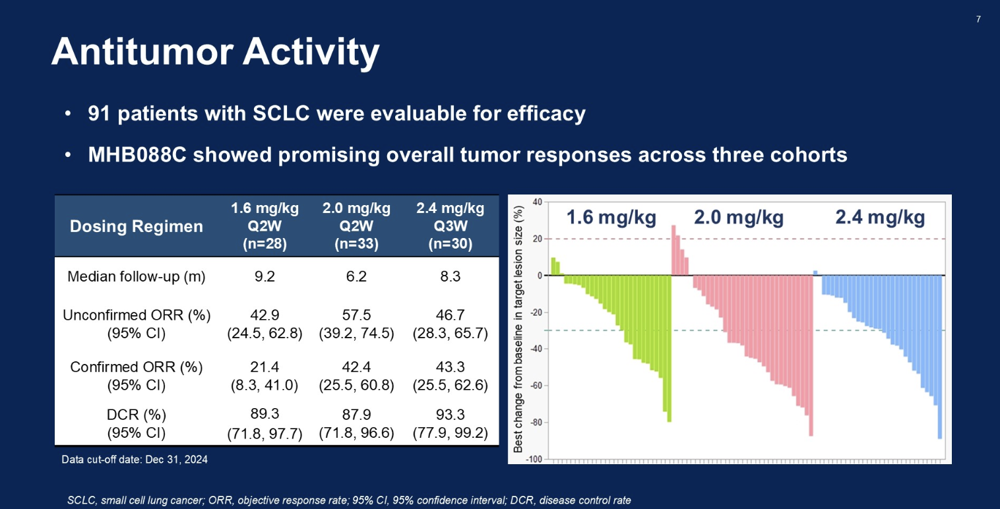 7
Antitumor Activity
• 91 patients with SCLC were evaluable for efficacy
• MHB088C showed promising overall tumor responses across three cohorts
Dosing Regimen
1.6 mg/kg
Q2W
(n=28)
2.0 mg/kg
Q2W
(n=33)
2.4 mg/kg
Q3W
(n=30)
Median follow-up (m) 9.2 6.2 8.3
Unconfirmed ORR (%) 42.9 57.5 46.7
(95% CI) (24.5, 62.8) (39.2, 74.5) (28.3, 65.7)
Confirmed ORR (%) 21.4 42.4 43.3
(95% CI) (8.3, 41.0) (25.5, 60.8) (25.5, 62.6)
DCR (%) 89.3 87.9 93.3
(95% CI) (71.8, 97.7) (71.8, 96.6) (77.9, 99.2)
Data cut-off date: Dec 31, 2024
Best change from baseline in target lesion size (%)
40
20
0
-20
-40
-60
-80
-100
1.6 mg/kg 2.0 mg/kg 2.4 mg/kg
SCLC, small cell lung cancer; ORR, objective response rate; 95% CI, 95% confidence interval; DCR, disease control rate